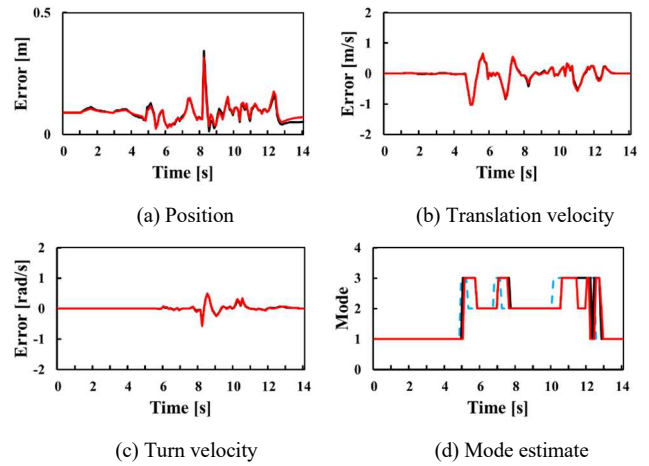 0.5
Error [m]
0
0 2 4 6 8 10 12 14
Time [s]
(a) Position
2
1
0
-1
-2
Error [m/s]
0 2 4 6 8 10 12 14
Time [s]
(b) Translation velocity
2
1
0
-1
-2
Error [rad/s]
0 2 4 6 8 10 12 14
Time [s]
(c) Turn velocity
4
3
2
1
0
Mode
0 2 4 6 8 10 12 14
Time [s]
(d) Mode estimate